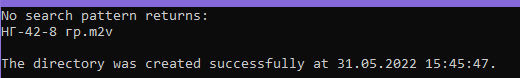 No search pattern returns:
НГ-42-8 гр.m2v
The directory was created successfully at 31.05.2022 15:45:47.